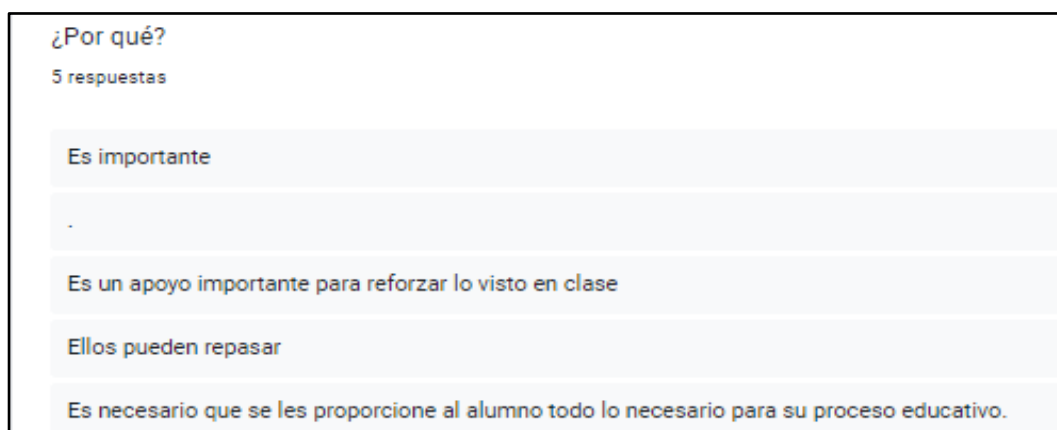 ¿Por qué?
5 respuestas
Es importante
.
Es un apoyo importante para reforzar lo visto en clase
Ellos pueden repasar
Es necesario que se les proporcione al alumno todo lo necesario para su proceso educativo.